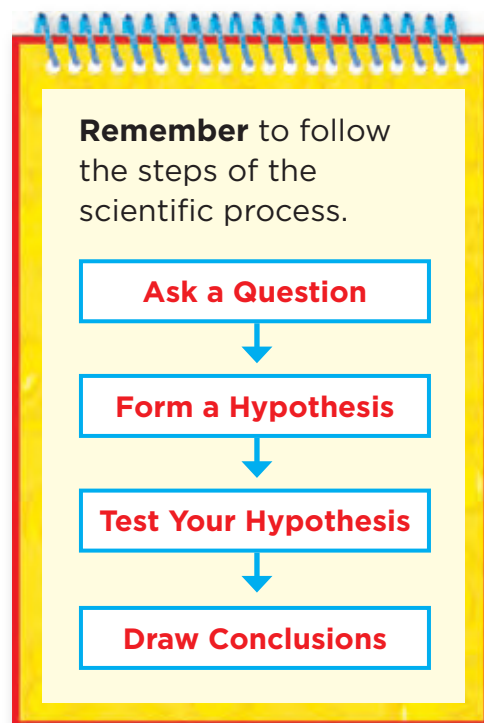 Remember to follow
the steps of the
scientific process.
Ask a Question
Form a Hypothesis
Test Your Hypothesis
Draw Conclusions